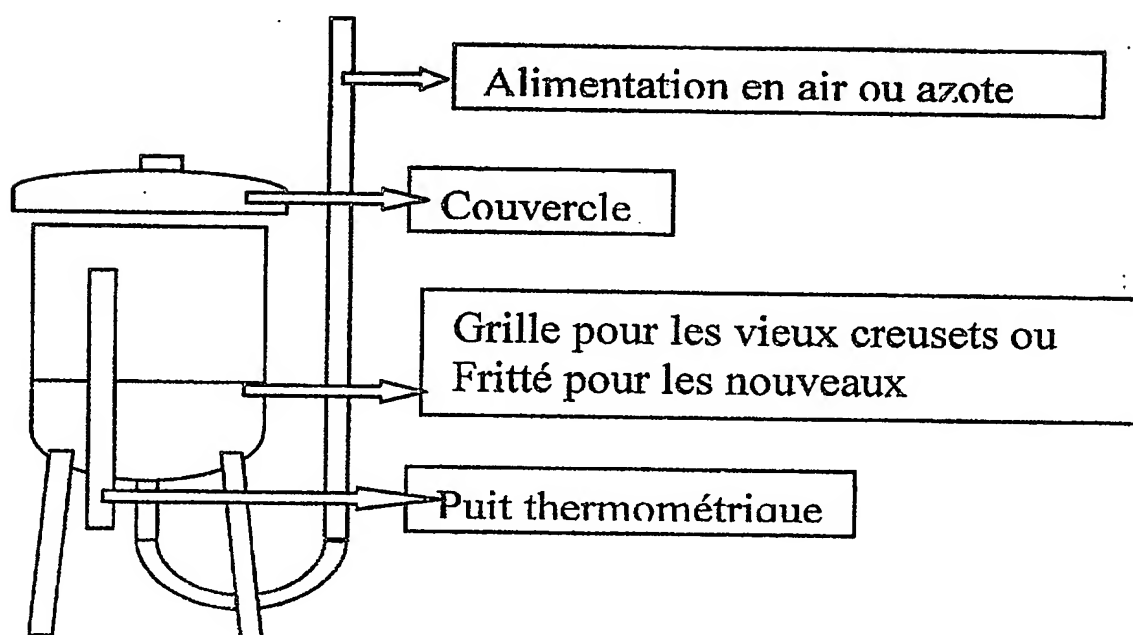 Alimentation en air ou azote
Couvercle
Grille pour les vieux creusets ou
Fritté pour les nouveaux
Puit thermométrique